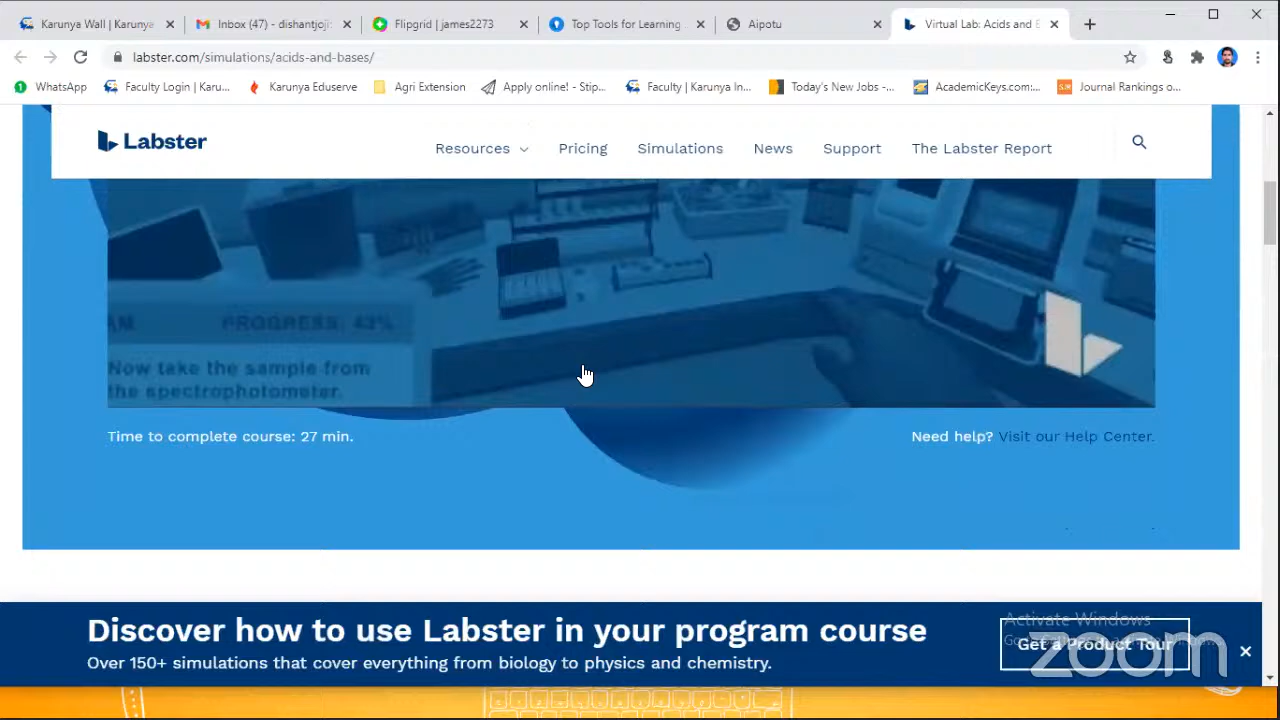 Karunya Wall | Karunya
Inbox (47) - dishantjoji
Flipgrid | james2273
Top Tools for Learning
Aipotu
Virtual Lab: Acids and B
labster.com/simulations/acids-and-bases/
WhatsApp
Faculty Login | Karu
Karunya Eduserve
Agri Extension
Apply online! - Stip...
Faculty | Karunya In...
Today's New Jobs -...
AcademicKeys.com:...
Journal Rankings o...
Labster
Resources
Pricing
Simulations
News
Support
The Labster Report
AM
PROGRESS: 43%
Now take the sample from
the spectrophotometer.
Time to complete course: 27 min.
Need help? Visit our Help Center.
Discover how to use Labster in your program course
Over 150+ simulations that cover everything from biology to physics and chemistry.
Activate Windows
Get a Product Tour
zoom